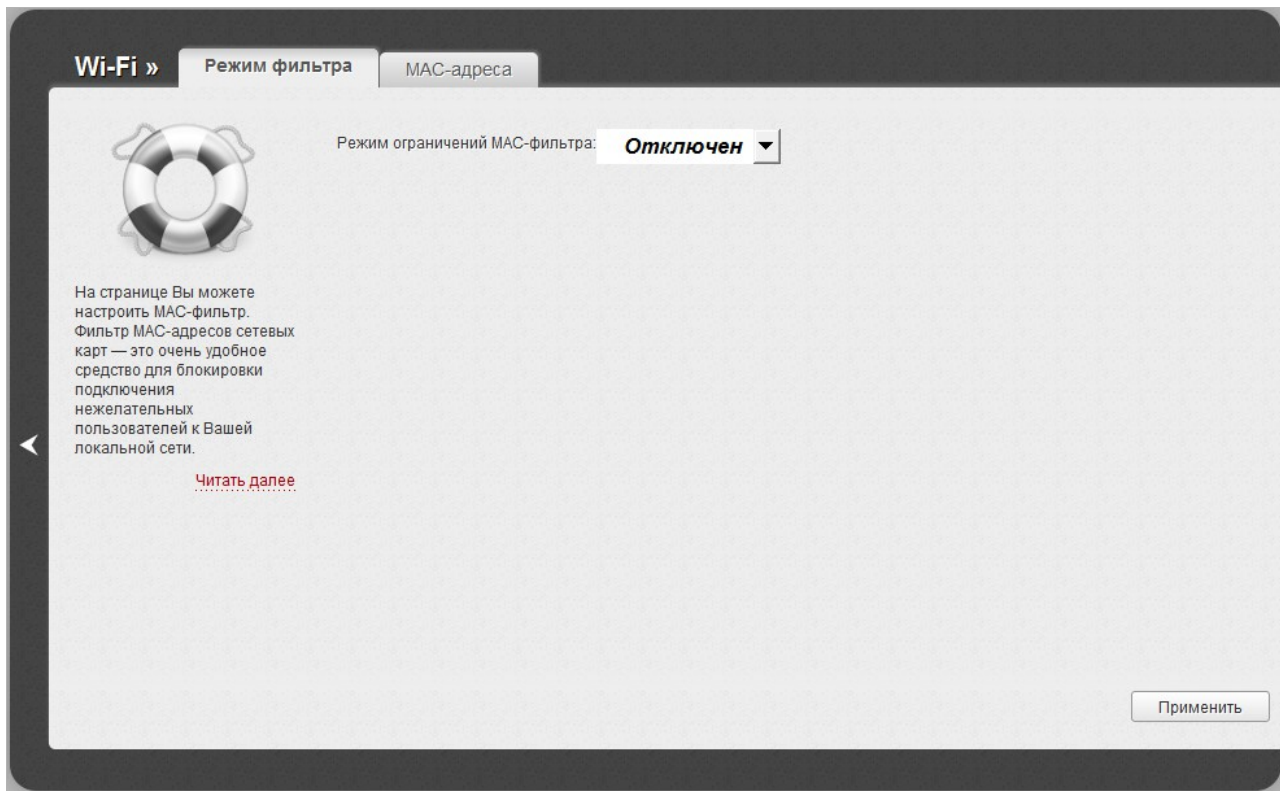 Wi-Fi » Режим фильтра MAC-адреса
Режим ограничений MAC-фильтра: Отключен
На странице Вы можете
настроить MAC-фильтр.
Фильтр MAC-адресов сетевых
карт — это очень удобное
средство для блокировки
подключения
нежелательных
пользователей к Вашей
локальной сети.
Читать далее
Применить